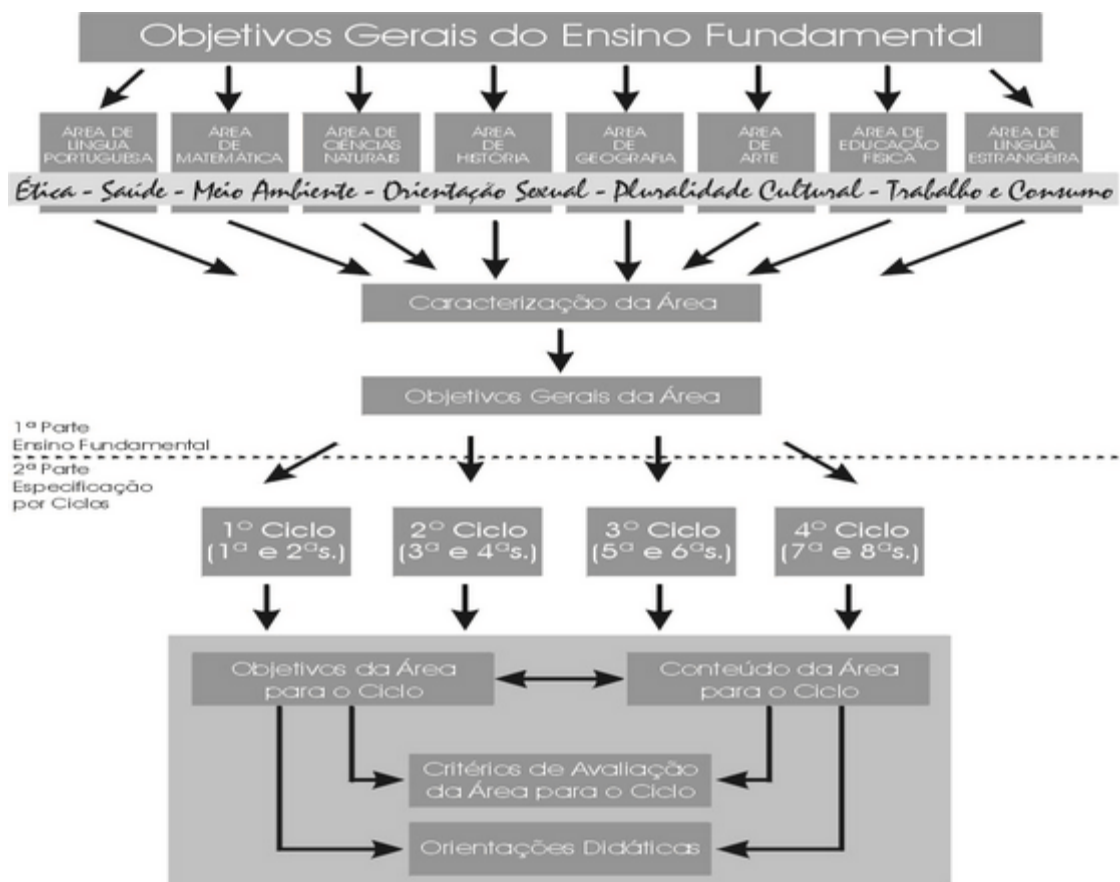 Objetivos Gerais do Ensino Fundamental
ÁREA DE
LÍNGUA
PORTUGUESA
ÁREA
DE
MATEMÁTICA
ÁREA DE
CIÊNCIAS
NATURAIS
ÁREA
DE
HISTÓRIA
ÁREA
DE
GEOGRAFIA
ÁREA
DE
ARTE
ÁREA DE
EDUCAÇÃO
FÍSICA
ÁREA DE
LÍNGUA
ESTRANGEIRA
Ética - Saúde - Meio Ambiente - Orientação Sexual - Pluralidade Cultural - Trabalho e Consumo
Caracterização da Área
Objetivos Gerais da Área
1ª Parte
Ensino Fundamental
2ª Parte
Especificação
por Ciclos
1º Ciclo
(1ª e 2ªs.)
2º Ciclo
(3ª e 4ªs.)
3º Ciclo
(5ª e 6ªs.)
4º Ciclo
(7ª e 8ªs.)
Objetivos da Área
para o Ciclo
Conteúdo da Área
para o Ciclo
Critérios de Avaliação
da Área para o Ciclo
Orientações Didáticas